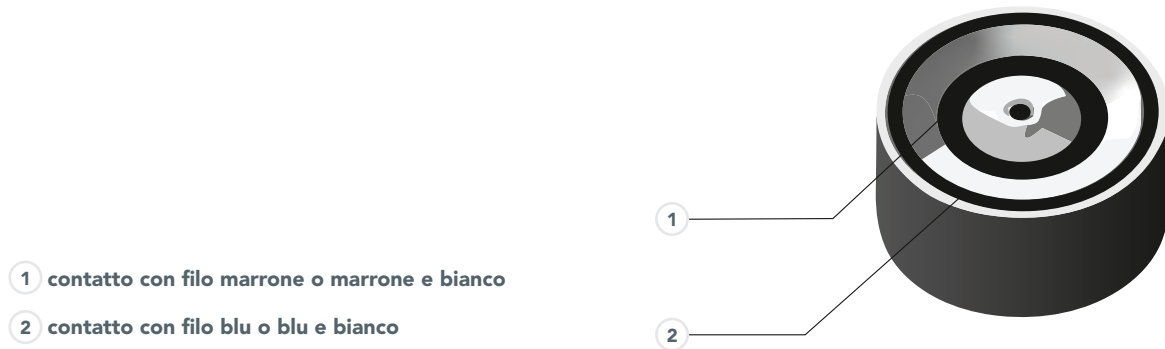 1
1 contatto con filo marrone o marrone e bianco
2 contatto con filo blu o blu e bianco
2